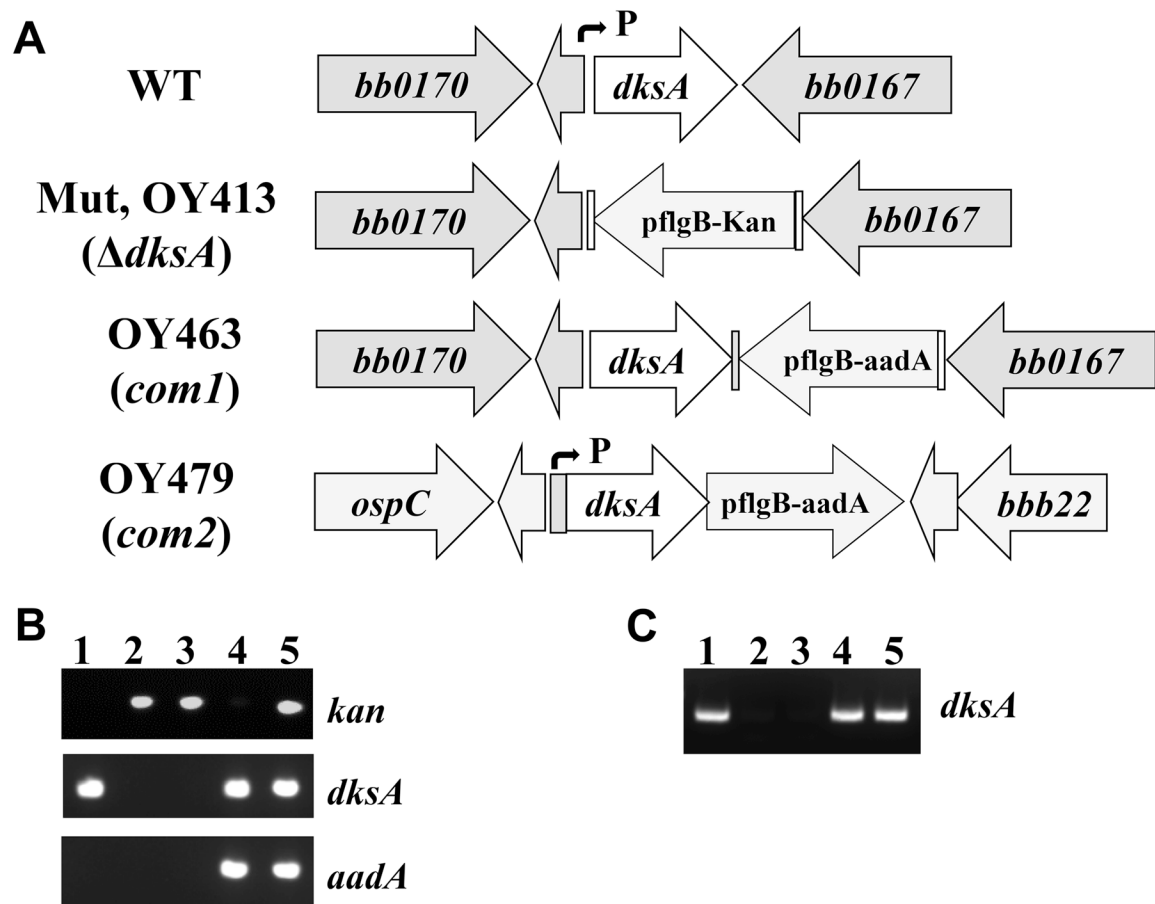 A
P
WT
bb0170
dksA
bb0167
Mut, OY413
(ΔdksA)
bb0170
pflgB-Kan
bb0167
OY463
(com1)
bb0170
dksA
pflgB-aadA
bb0167
OY479
(com2)
P
ospC
dksA
pflgB-aadA
bbb22
B
1 2 3 4 5
kan
dksA
aadA
C
1 2 3 4 5
dksA